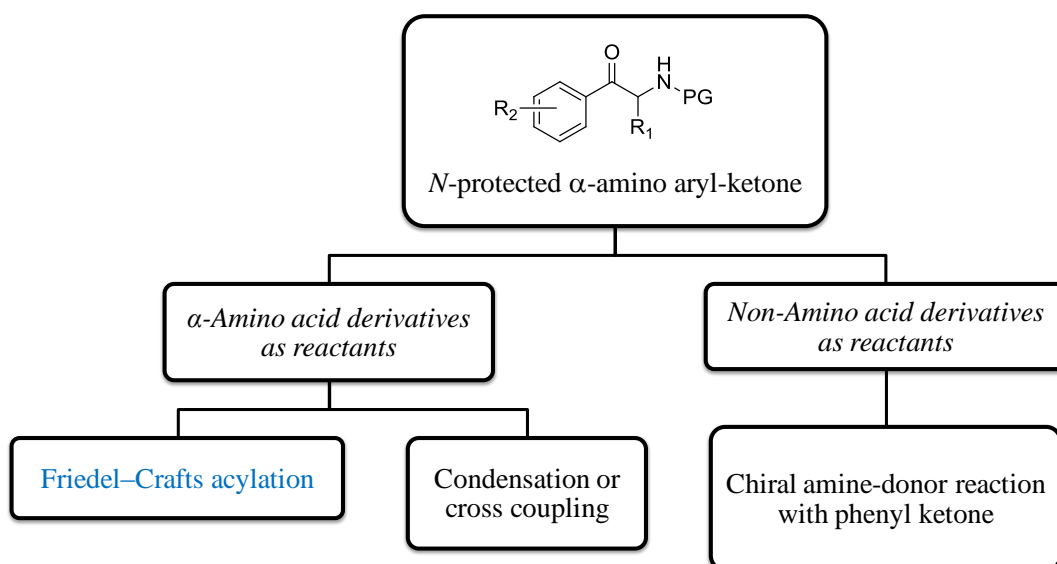 O
H
N
PG
R2
R1
N-protected α-amino aryl-ketone
α-Amino acid derivatives
as reactants
Non-Amino acid derivatives
as reactants
Friedel–Crafts acylation
Condensation or
cross coupling
Chiral amine-donor reaction
with phenyl ketone